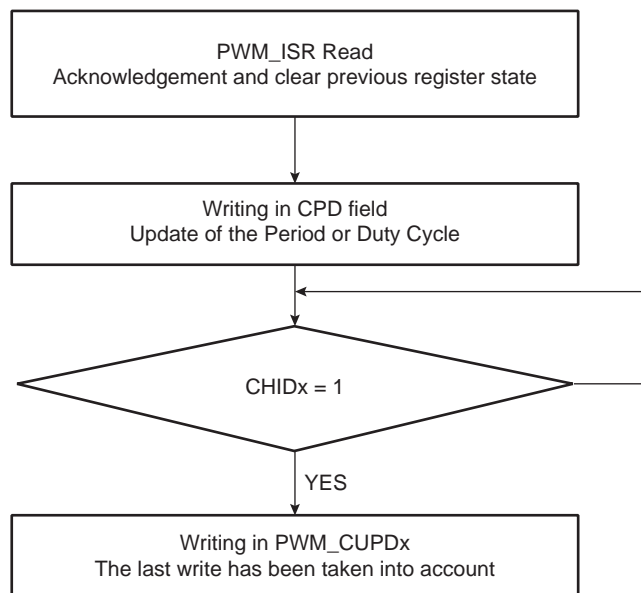 PWM_ISR Read
Acknowledgement and clear previous register state
Writing in CPD field
Update of the Period or Duty Cycle
CHIDx = 1
YES
Writing in PWM_CUPDx
The last write has been taken into account